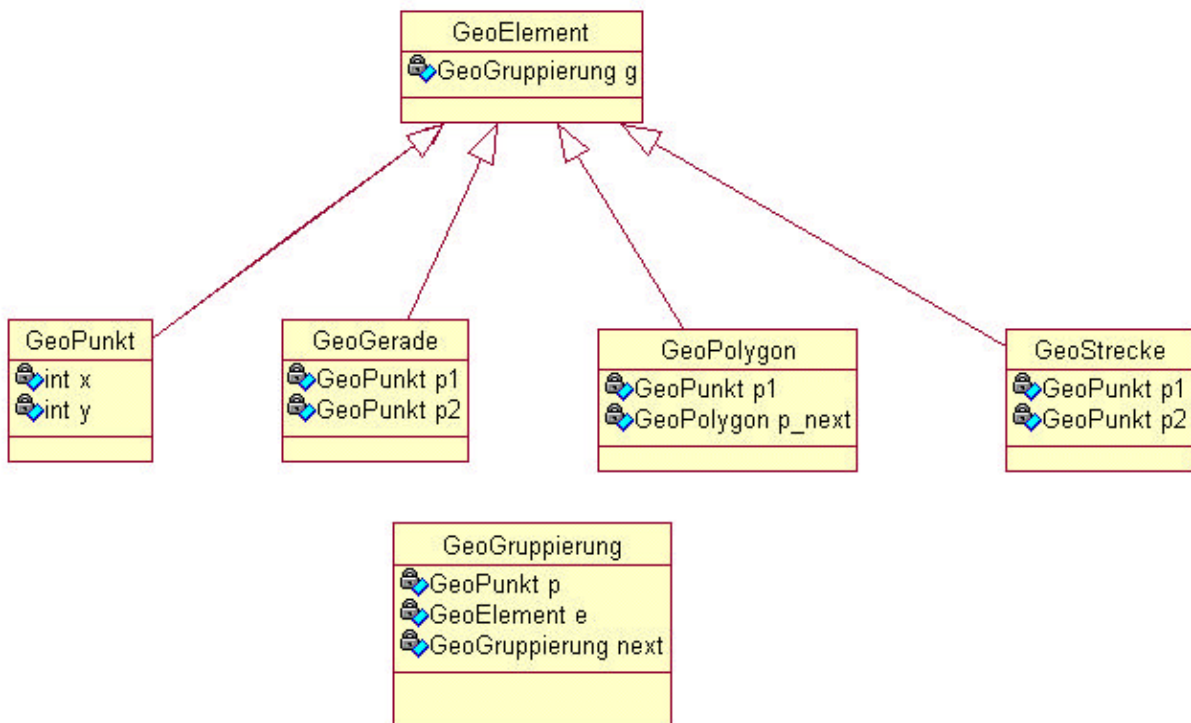 GeoElement
GeoGruppierung g
GeoPunkt
int x
int y
GeoGerade
GeoPunkt p1
GeoPunkt p2
GeoPolygon
GeoPunkt p1
GeoPolygon p_next
GeoStrecke
GeoPunkt p1
GeoPunkt p2
GeoGruppierung
GeoPunkt p
GeoElement e
GeoGruppierung next